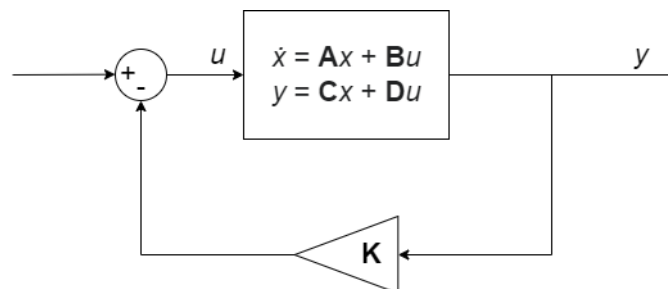 u
ẋ = Ax + Bu
y = Cx + Du
y
+
-
K